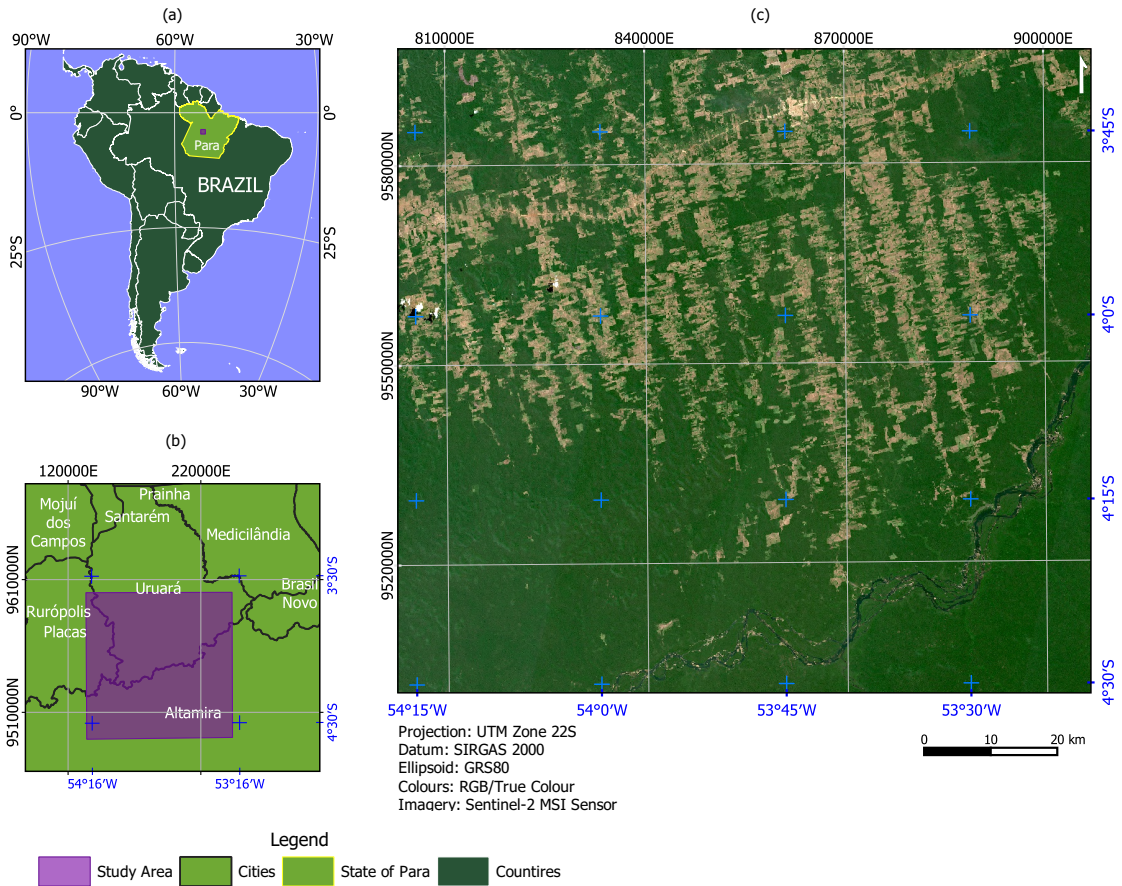 (a)
90°W 60°W 30°W
0° 0°
Para
BRAZIL
25°S 25°S
90°W 60°W 30°W
(b)
120000E 220000E
Mojuí
dos
Campos
Prainha
Santarém
Medicilândia
9610000N
3°30'S
Uruará
Brasil
Novo
Rurópolis
Placas
9510000N
Altamira
4°30'S
54°16'W 53°16'W
(c)
8100000E 840000E 870000E 900000E
9580000N
3°45'S
4°0'S
9550000N
4°15'S
9520000N
4°30'S
54°15'W 54°0'W 53°45'W 53°30'W
Projection: UTM Zone 22S
Datum: SIRGAS 2000
Ellipsoid: GRS80
Colours: RGB/True Colour
Imagery: Sentinel-2 MSI Sensor
0 10 20 km
Legend
Study Area Cities State of Para Countires